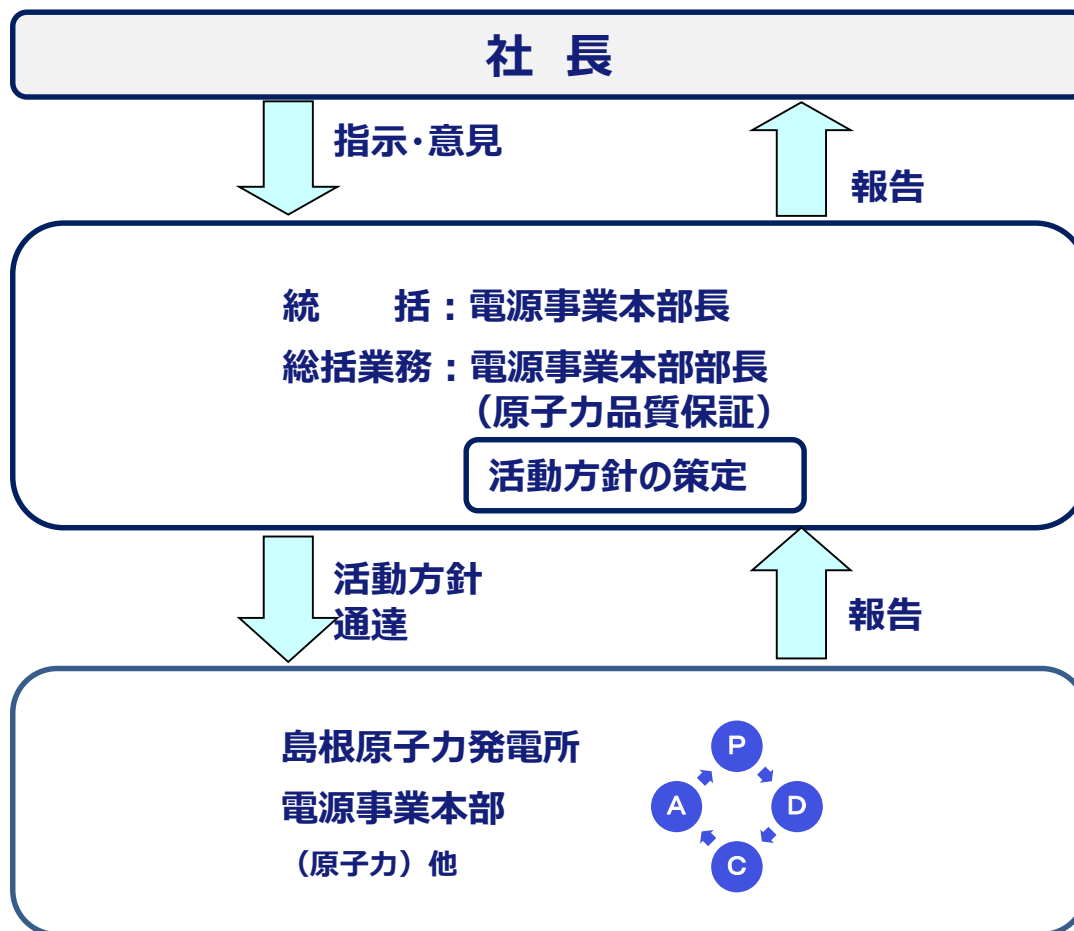 社 長
指示・意見
報告
統　　括：電源事業本部長
総括業務：電源事業本部部長
（原子力品質保証）
活動方針の策定
活動方針
通達
報告
島根原子力発電所
電源事業本部
（原子力）他
P
A
D
C